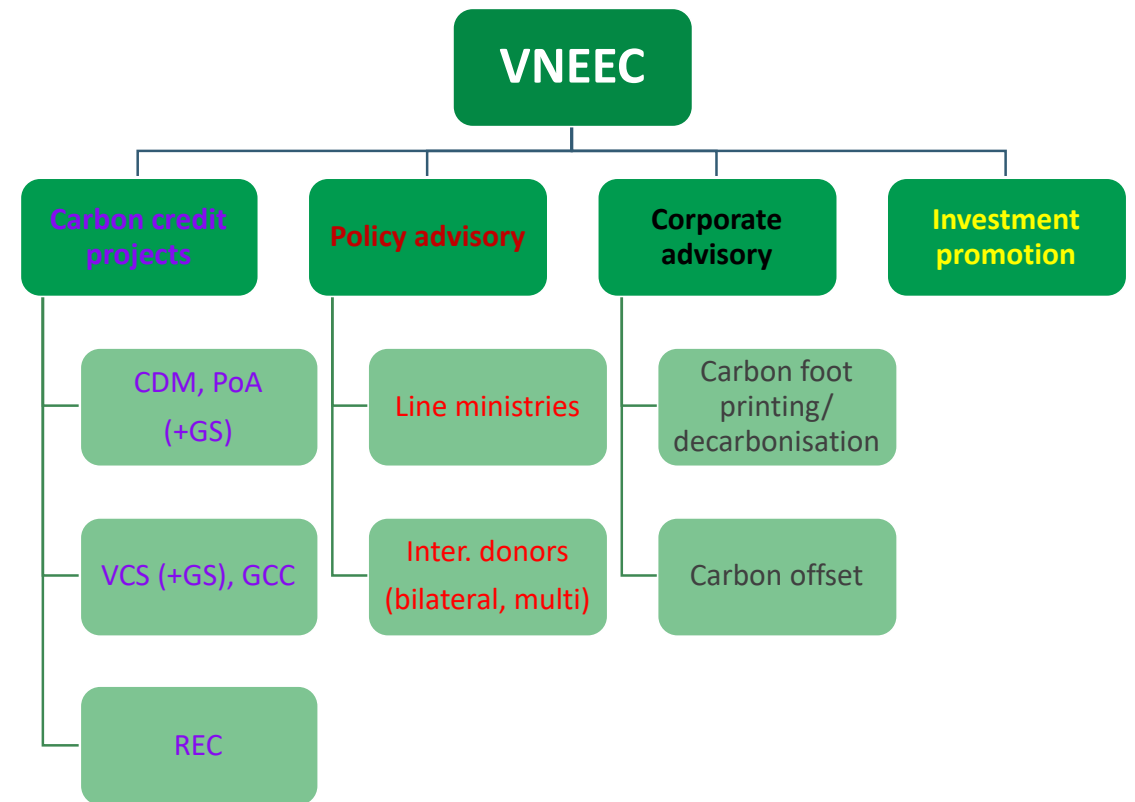 VNEEC
Carbon credit
projects
Policy advisory
Corporate
advisory
Investment
promotion
CDM, PoA
(+GS)
VCS (+GS), GCC
REC
Line ministries
Inter. donors
(bilateral, multi)
Carbon foot
printing/
decarbonisation
Carbon offset